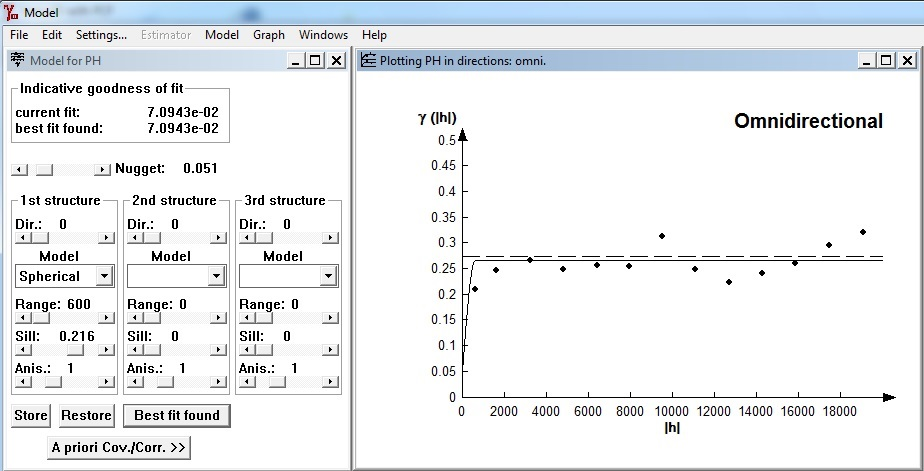 Model
File Edit Settings... Estimator Model Graph Windows Help
Model for PH
Indicative goodness of fit
current fit: 7.0943e-02
best fit found: 7.0943e-02
Nugget: 0.051
1st structure 2nd structure 3rd structure
Dir.: 0 Dir.: 0 Dir.: 0
Model Model Model
Spherical
Range: 600 Range: 0 Range: 0
Sill: 0.216 Sill: 0 Sill: 0
Anis.: 1 Anis.: 1 Anis.: 1
Store Restore Best fit found
A priori Cov./Corr. >>
Plotting PH in directions: omni.
γ (|h|)
Omnidirectional
0.5
0.45
0.4
0.35
0.3
0.25
0.2
0.15
0.1
0.05
0
0 2000 4000 6000 8000 10000 12000 14000 16000 18000
|h|